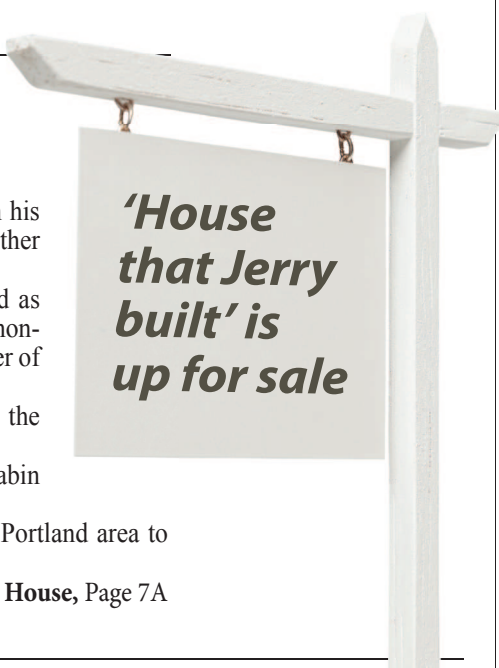 his
ther
‘House
that Jerry
built’ is
up for sale
d as
non-
er of
the
abin
Portland area to
House, Page 7A